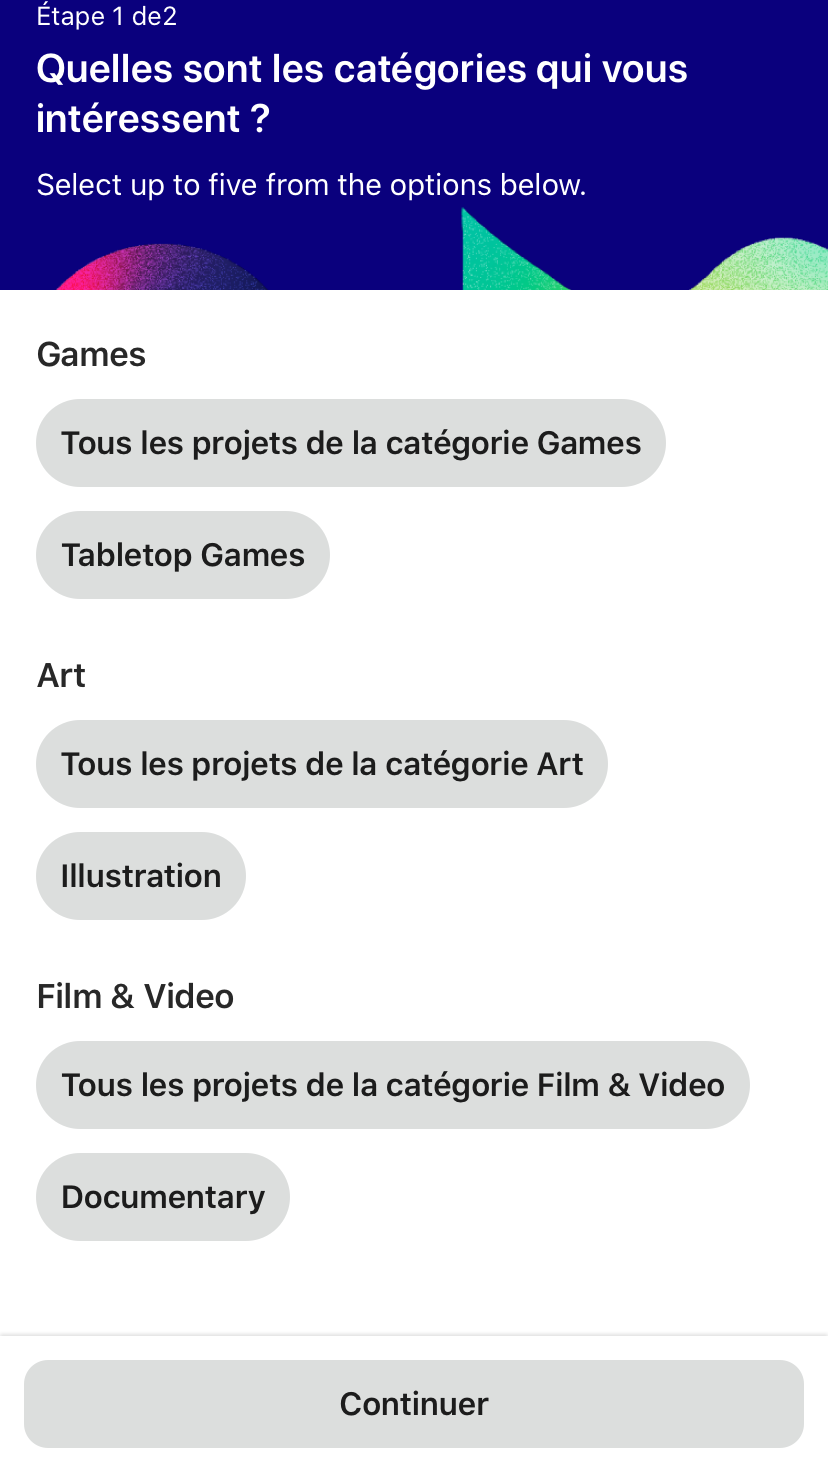 Étape 1 de2
Quelles sont les catégories qui vous
intéressent ?
Select up to five from the options below.
Games
Tous les projets de la catégorie Games
Tabletop Games
Art
Tous les projets de la catégorie Art
Illustration
Film & Video
Tous les projets de la catégorie Film & Video
Documentary
Continuer